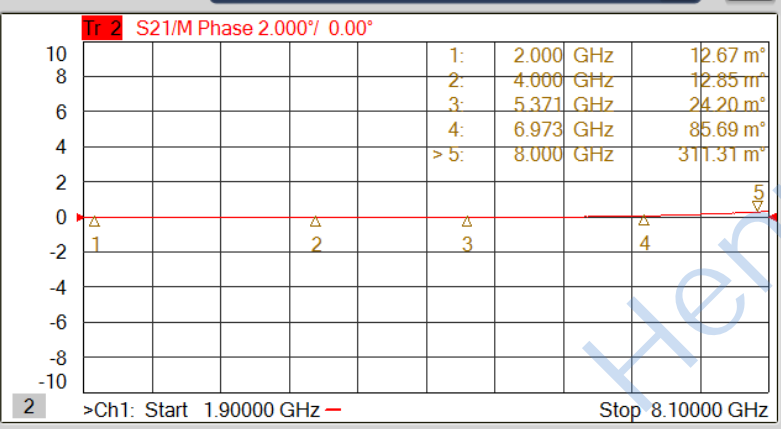 Tr 2 S21/M Phase 2.000°/ 0.00°
10
8
6
4
2
0
-2
-4
-6
-8
-10
1: 2.000 GHz 12.67 m°
2: 4.000 GHz 12.85 m°
3: 5.371 GHz 24.20 m°
4: 6.973 GHz 85.69 m°
> 5: 8.000 GHz 311.31 m°
5
1 2 3 4
2 >Ch1: Start 1.90000 GHz Stop 8.10000 GHz